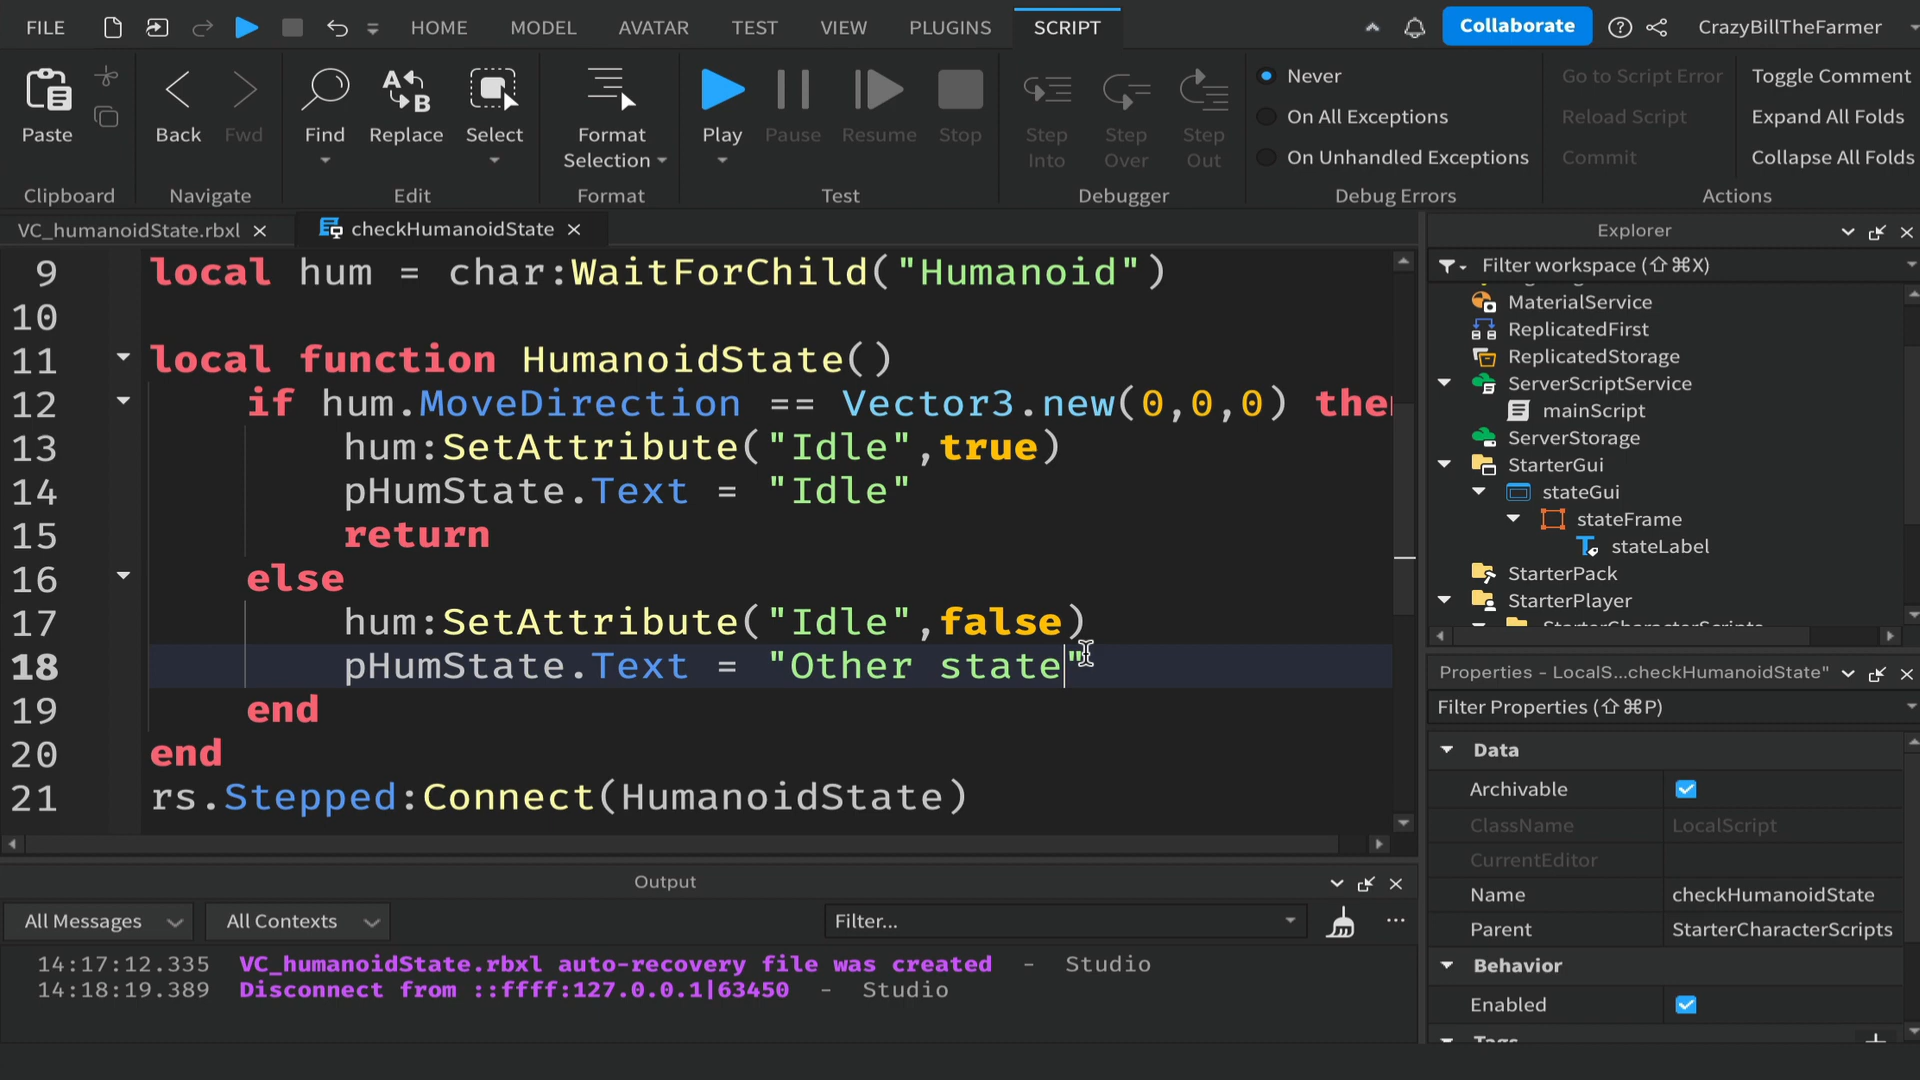 FILE HOME MODEL AVATAR TEST VIEW PLUGINS SCRIPT Collaborate CrazyBillTheFarmer
Paste Back Fwd Find Replace Select Format Selection Play Pause Resume Stop Step Into Step Over Step Out
Never
On All Exceptions
On Unhandled Exceptions
Go to Script Error
Reload Script
Commit
Toggle Comment
Expand All Folds
Collapse All Folds
Clipboard Navigate Edit Format Test Debugger Debug Errors Actions
VC_humanoidState.rbxl checkHumanoidState
9 local hum = char:WaitForChild("Humanoid")
10
11 local function HumanoidState()
12 if hum.MoveDirection == Vector3.new(0,0,0) the
13 hum:SetAttribute("Idle",true)
14 pHumState.Text = "Idle"
15 return
16 else
17 hum:SetAttribute("Idle",false)
18 pHumState.Text = "Other state"
19 end
20 end
21 rs.Stepped:Connect(HumanoidState)
Output
All Messages All Contexts Filter...
14:17:12.335 VC_humanoidState.rbxl auto-recovery file was created - Studio
14:18:19.389 Disconnect from ::ffff:127.0.0.1|63450 - Studio
Explorer
Filter workspace (⇧⌘X)
MaterialService
ReplicatedFirst
ReplicatedStorage
ServerScriptService
mainScript
ServerStorage
StarterGui
stateGui
stateFrame
stateLabel
StarterPack
StarterPlayer
StarterCharacterScripts
Properties - LocalS...checkHumanoidState"
Filter Properties (⇧⌘P)
Data
Archivable
ClassName LocalScript
CurrentEditor
Name checkHumanoidState
Parent StarterCharacterScripts
Behavior
Enabled
Tags